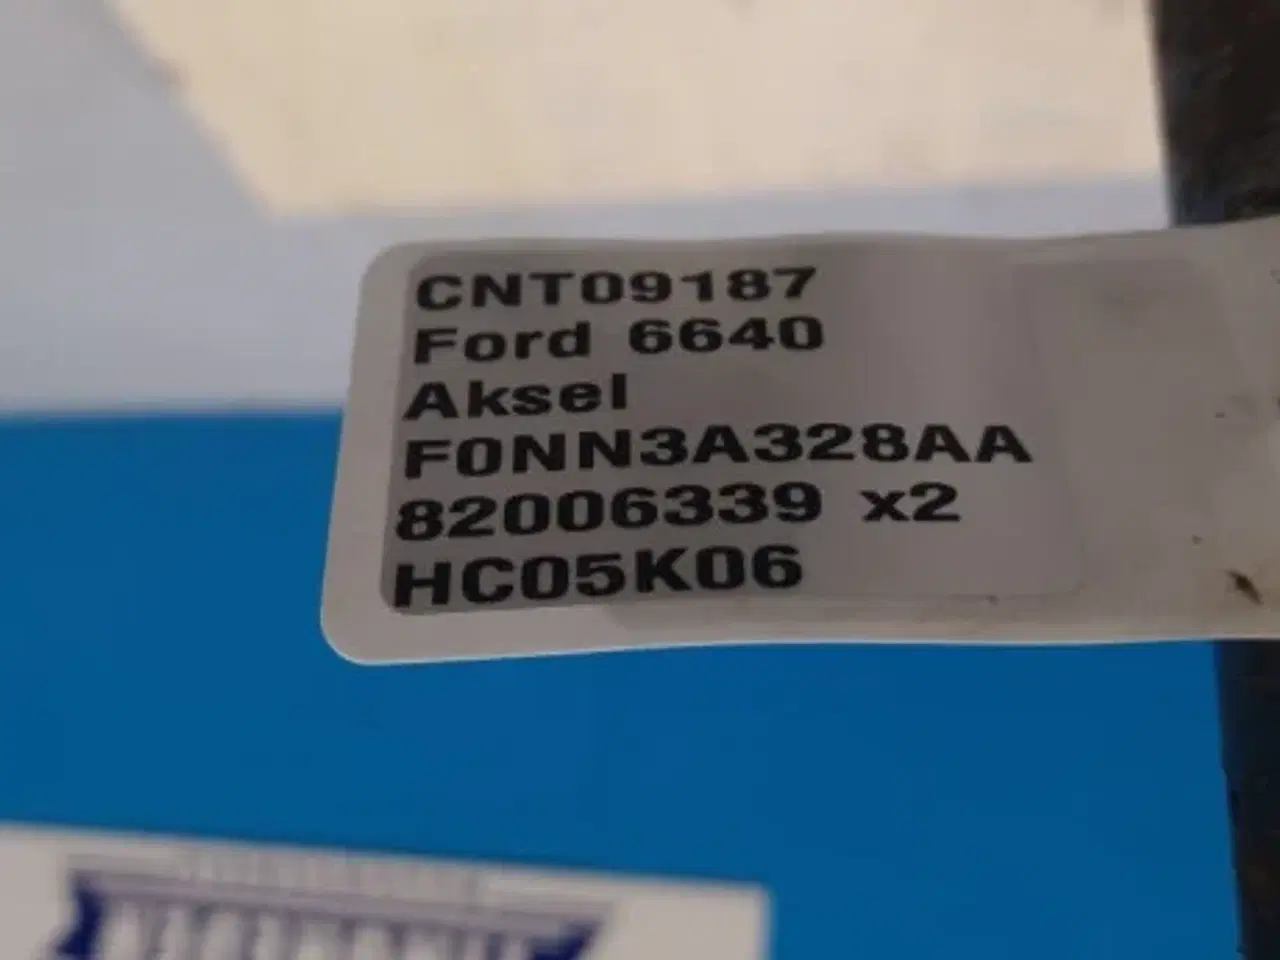 CNT09187
Ford 6640
Aksel
F0NN3A328AA
82006339 x2
HC05K06